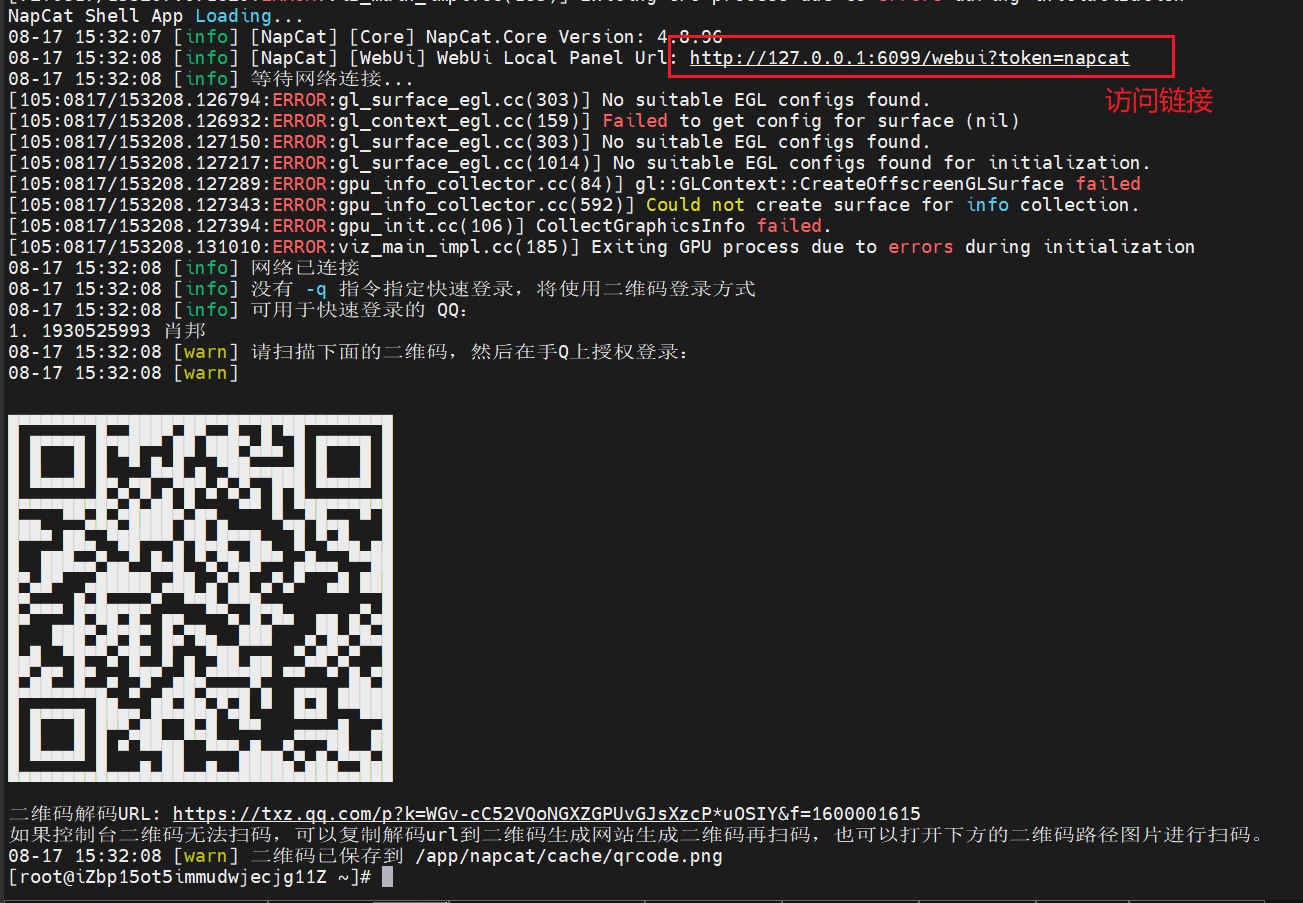 NapCat Shell App Loading...
08-17 15:32:07 [info] [NapCat] [Core] NapCat.Core Version: 4.8.96
08-17 15:32:07 [info] [NapCat] [WebUi] WebUi Local Panel Url: http://127.0.0.1:6099/webui?token=napcat
08-17 15:32:08 [info] 等待网络连接...
访问链接
[105:0817/153208.126794:ERROR:gl_surface_egl.cc(303)] No suitable EGL configs found.
[105:0817/153208.126932:ERROR:gl_context_egl.cc(159)] Failed to get config for surface (nil)
[105:0817/153208.127150:ERROR:gl_surface_egl.cc(303)] No suitable EGL configs found.
[105:0817/153208.127217:ERROR:gl_surface_egl.cc(1014)] No suitable EGL configs found for initialization.
[105:0817/153208.127289:ERROR:gpu_info_collector.cc(84)] gl::GLContext::CreateOffscreenGLSurface failed
[105:0817/153208.127343:ERROR:gpu_info_collector.cc(592)] Could not create surface for info collection.
[105:0817/153208.127394:ERROR:gpu_init.cc(106)] CollectGraphicsInfo failed.
[105:0817/153208.131010:ERROR:viz_main_impl.cc(185)] Exiting GPU process due to errors during initialization
08-17 15:32:08 [info] 网络已连接
08-17 15:32:08 [info] 没有 -q 指令指定快速登录，将使用二维码登录方式
08-17 15:32:08 [info] 可用于快速登录的 QQ：
1. 1930525993 肖邦
08-17 15:32:08 [warn] 请扫描下面的二维码，然后在手Q上授权登录：
08-17 15:32:08 [warn]
二维码解码URL: https://txz.qq.com/p?k=WGv-cC52VQoNGXZGPUvGJsXzcP*uOSIY&f=1600001615
如果控制台二维码无法扫码，可以复制解码url到二维码生成网站生成二维码再扫码，也可以打开下方的二维码路径图片进行扫码。
08-17 15:32:08 [warn] 二维码已保存到 /app/napcat/cache/qrcode.png
[root@iZbp15ot5immudwjecjg11Z ~]#